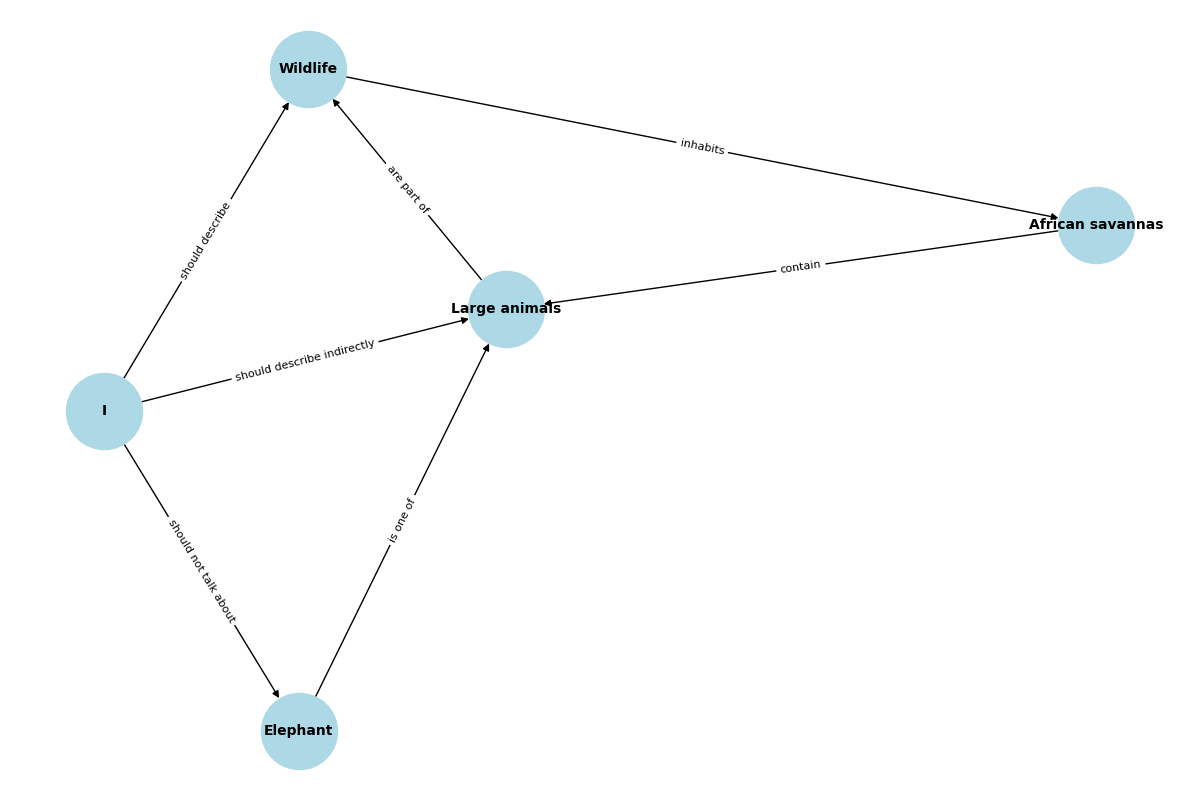 Wildlife
inhabits
are part of
should describe
African savannas
contain
Large animals
should describe indirectly
I
is one of
should not talk about
Elephant